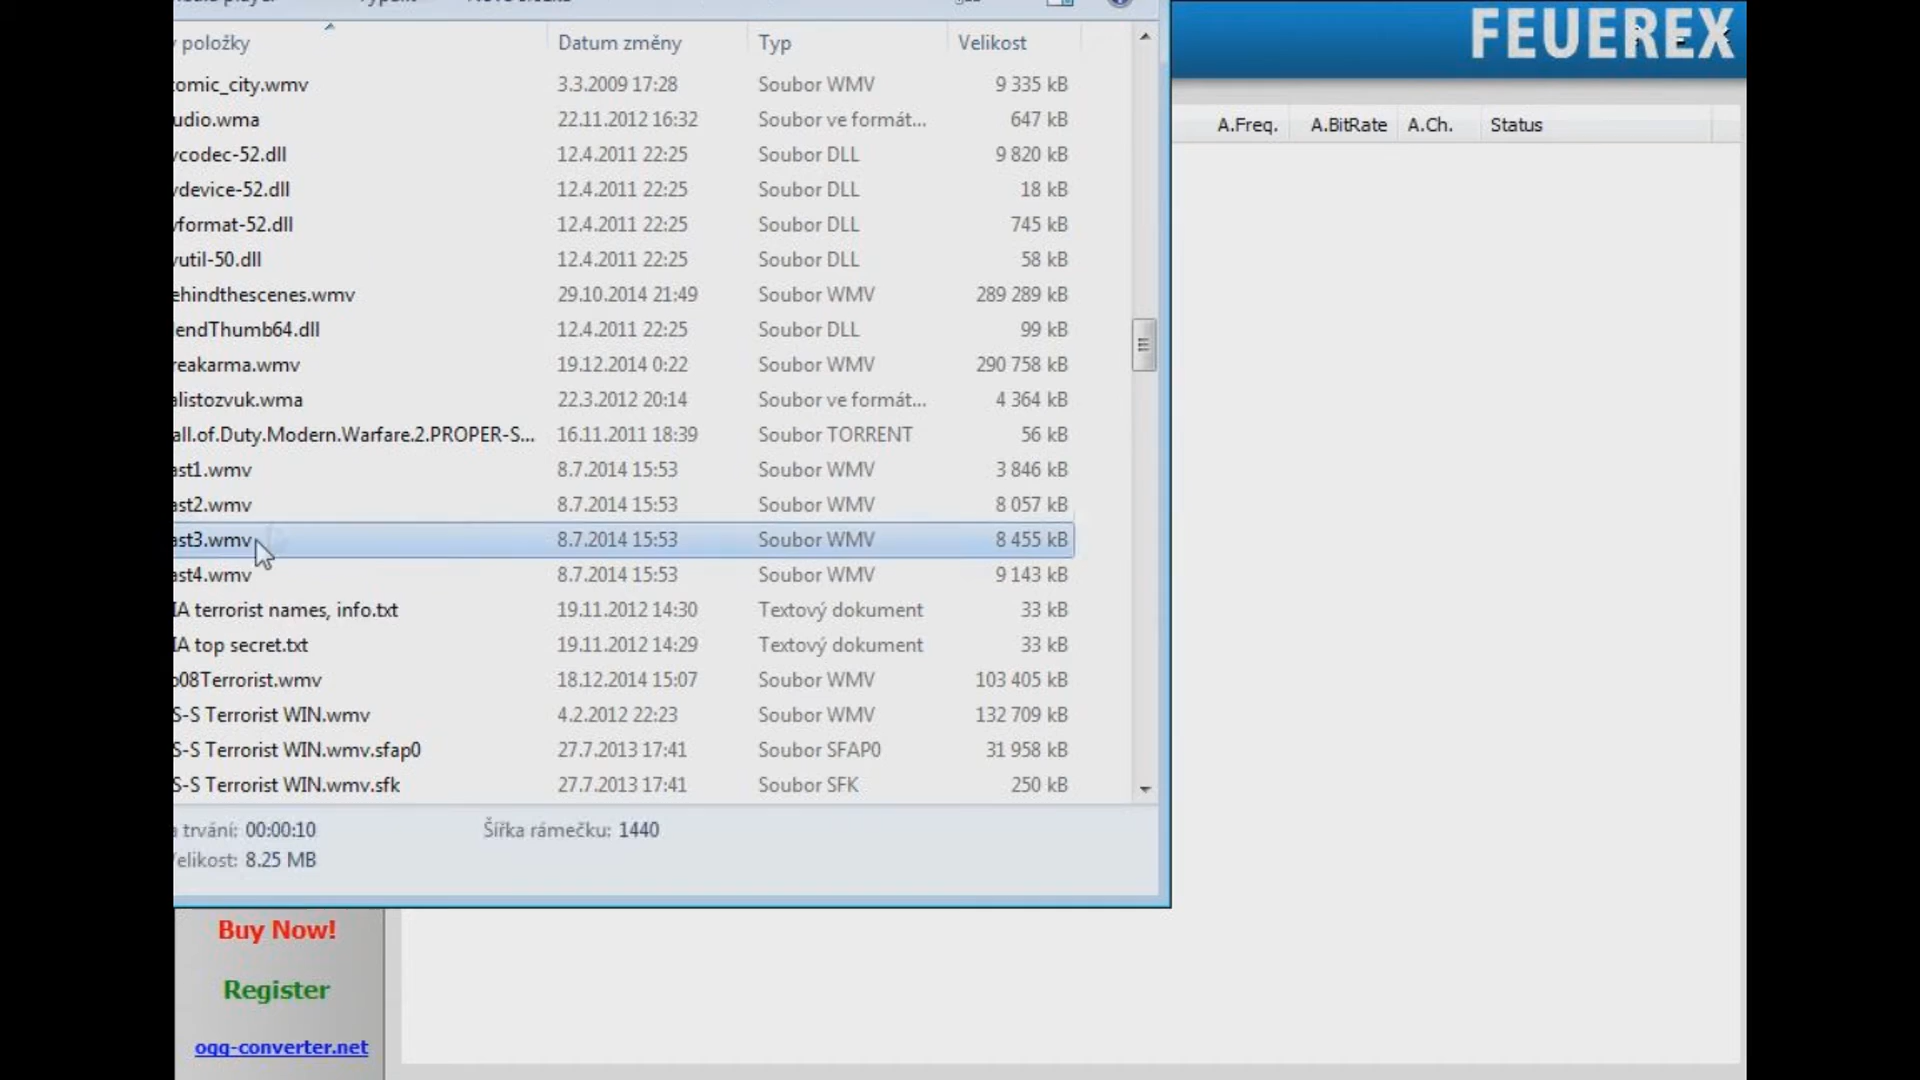 FEUEREX
položky Datum změny Typ Velikost
omic_city.wmv 3.3.2009 17:28 Soubor WMV 9 335 kB
udio.wma 22.11.2012 16:32 Soubor ve formát... 647 kB
vcodec-52.dll 12.4.2011 22:25 Soubor DLL 9 820 kB
vdevice-52.dll 12.4.2011 22:25 Soubor DLL 18 kB
vformat-52.dll 12.4.2011 22:25 Soubor DLL 745 kB
vutil-50.dll 12.4.2011 22:25 Soubor DLL 58 kB
ehindthescenes.wmv 29.10.2014 21:49 Soubor WMV 289 289 kB
endThumb64.dll 12.4.2011 22:25 Soubor DLL 99 kB
reakarma.wmv 19.12.2014 0:22 Soubor WMV 290 758 kB
alistozvuk.wma 22.3.2012 20:14 Soubor ve formát... 4 364 kB
all.of.Duty.Modern.Warfare.2.PROPER-S... 16.11.2011 18:39 Soubor TORRENT 56 kB
ast1.wmv 8.7.2014 15:53 Soubor WMV 3 846 kB
ast2.wmv 8.7.2014 15:53 Soubor WMV 8 057 kB
ast3.wmv 8.7.2014 15:53 Soubor WMV 8 455 kB
ast4.wmv 8.7.2014 15:53 Soubor WMV 9 143 kB
IA terrorist names, info.txt 19.11.2012 14:30 Textový dokument 33 kB
IA top secret.txt 19.11.2012 14:29 Textový dokument 33 kB
o08Terrorist.wmv 18.12.2014 15:07 Soubor WMV 103 405 kB
S-S Terrorist WIN.wmv 4.2.2012 22:23 Soubor WMV 132 709 kB
S-S Terrorist WIN.wmv.sfap0 27.7.2013 17:41 Soubor SFAP0 31 958 kB
S-S Terrorist WIN.wmv.sfk 27.7.2013 17:41 Soubor SFK 250 kB
trvání: 00:00:10 Šířka rámečku: 1440
Velikost: 8.25 MB
A.Freq. A.BitRate A.Ch. Status
Buy Now!
Register
ogg-converter.net